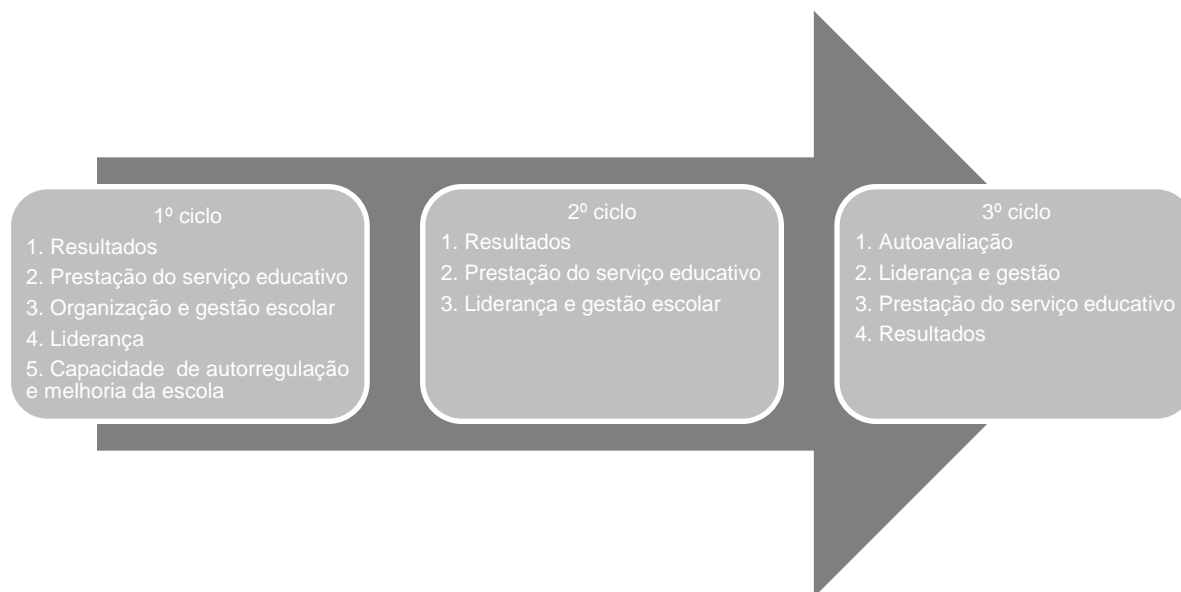 1º ciclo
1. Resultados
2. Prestação do serviço educativo
3. Organização e gestão escolar
4. Liderança
5. Capacidade de autorregulação
e melhoria da escola
2º ciclo
1. Resultados
2. Prestação do serviço educativo
3. Liderança e gestão escolar
3º ciclo
1. Autoavaliação
2. Liderança e gestão
3. Prestação do serviço educativo
4. Resultados